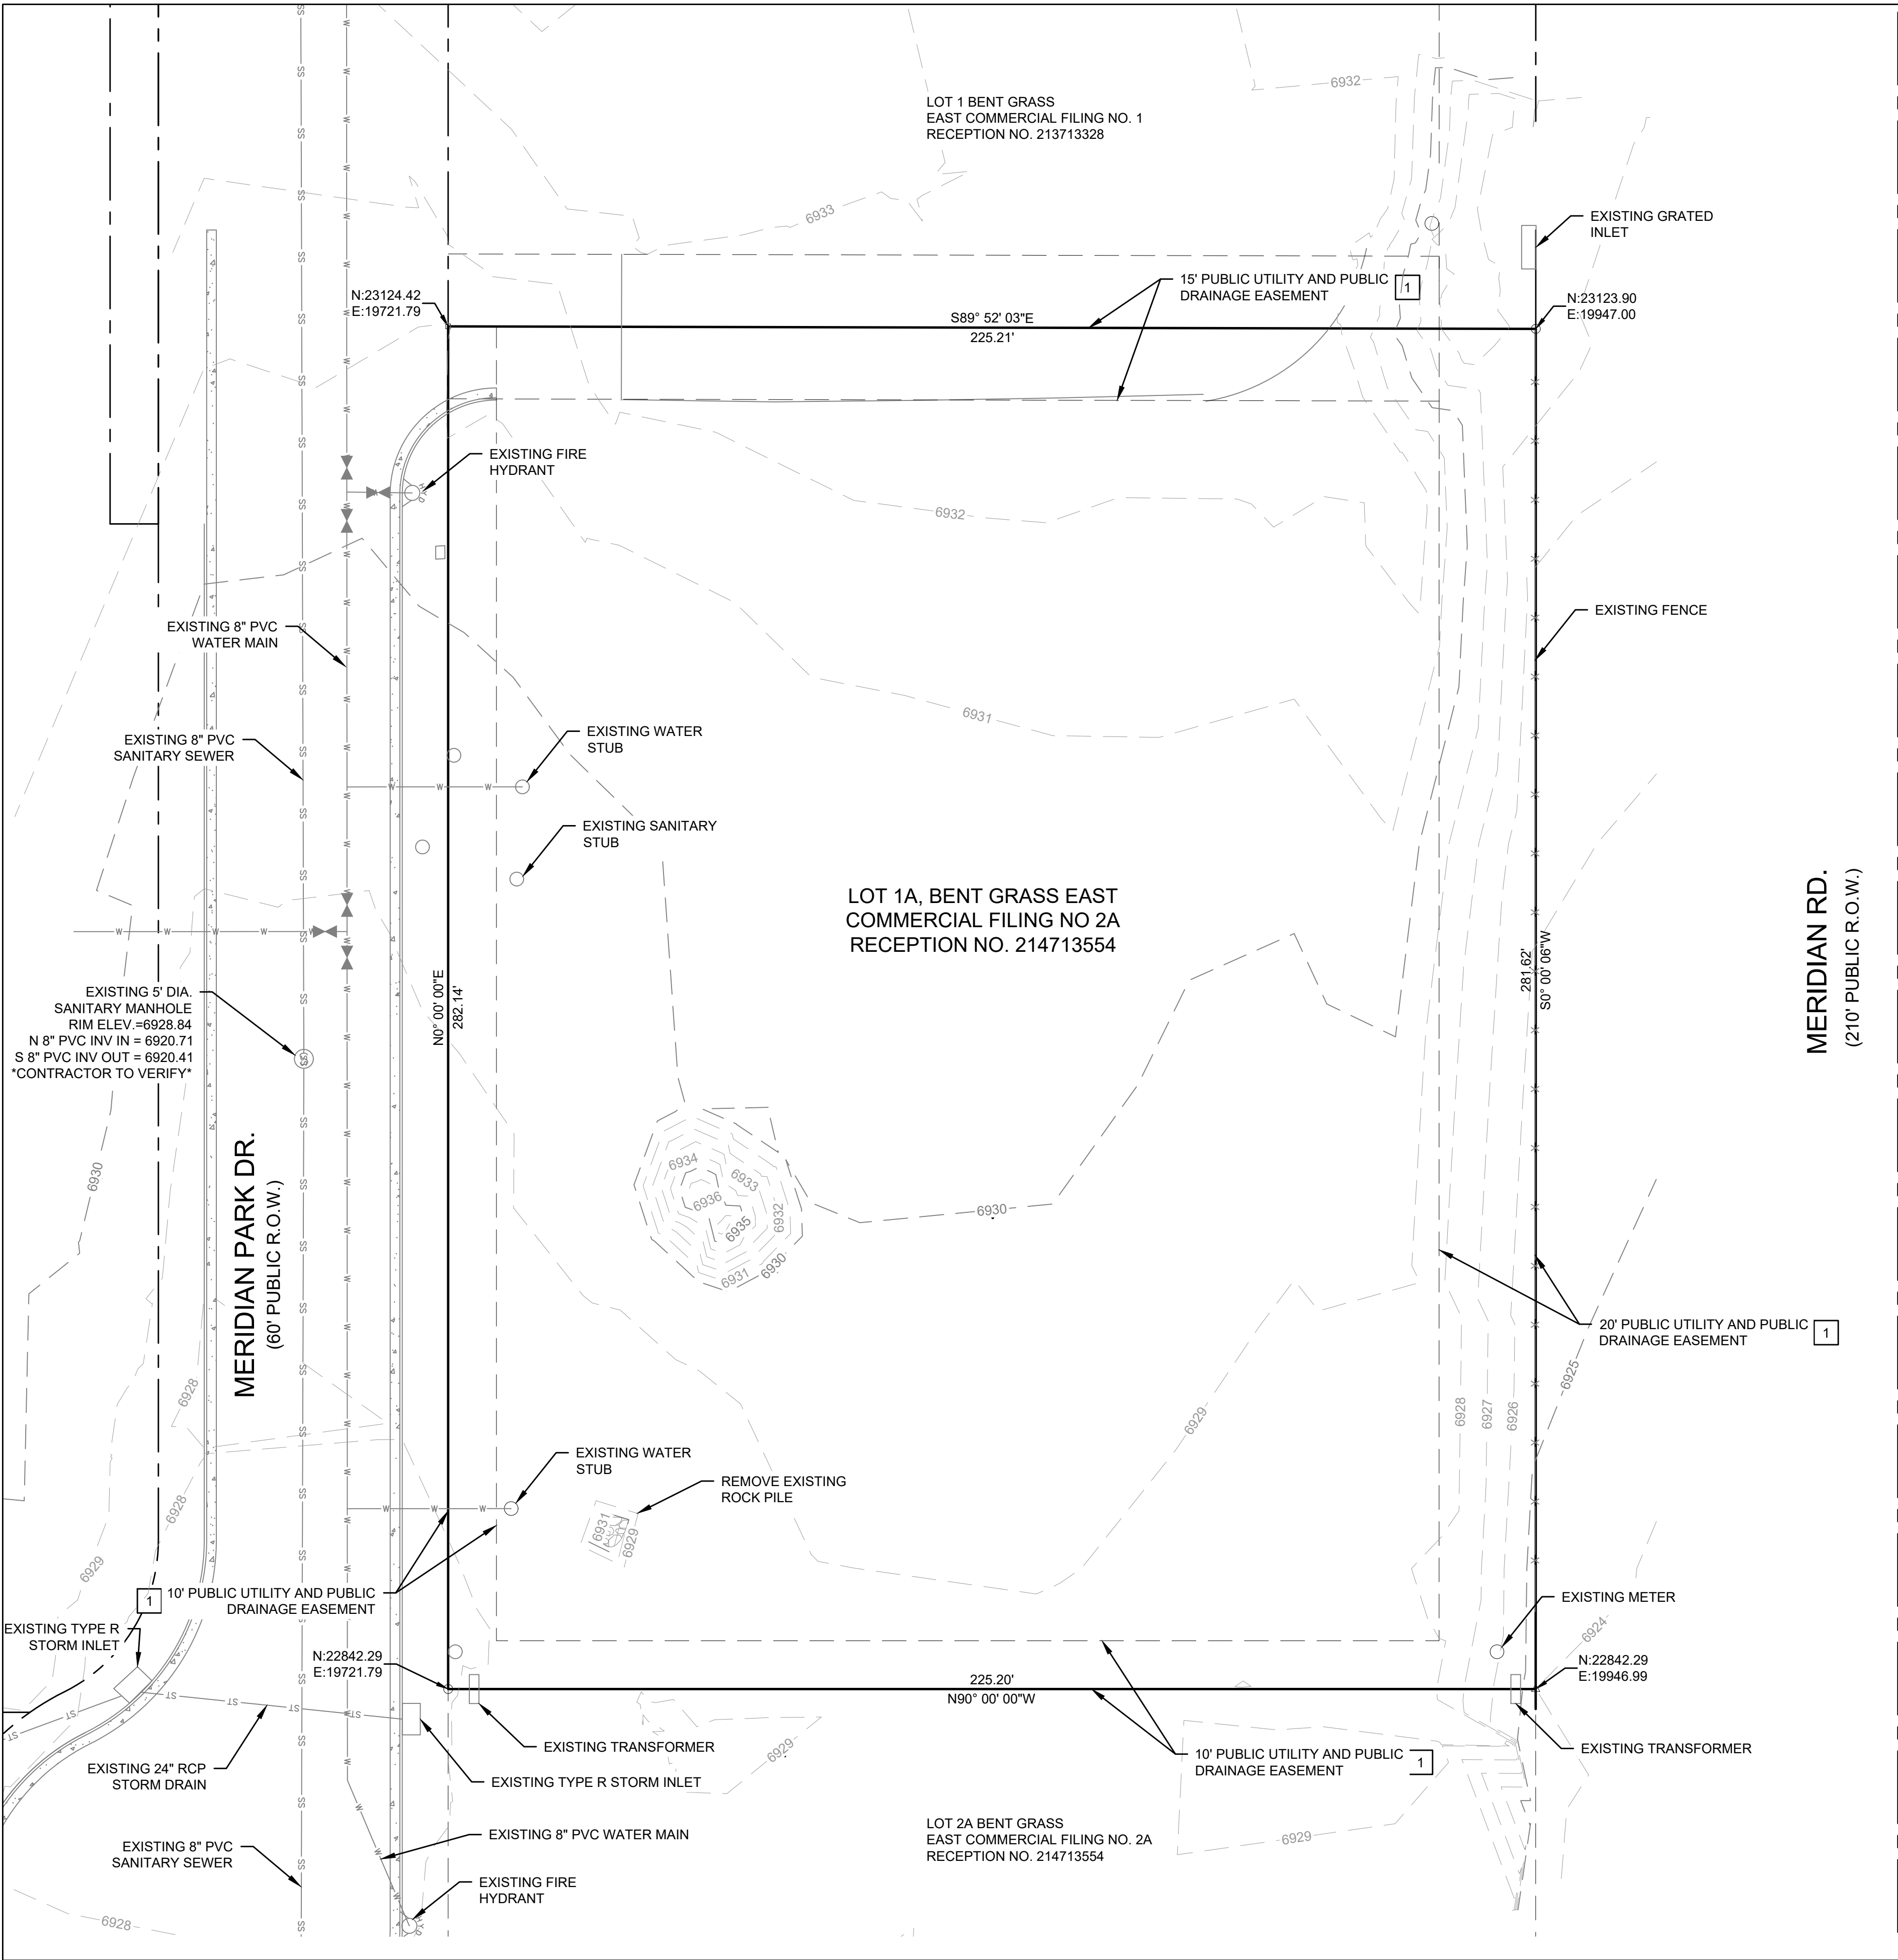 6932
LOT 1 BENT GRASS
EAST COMMERCIAL FILING NO. 1
RECEPTION NO. 213713328
6933
EXISTING GRATED
INLET
15' PUBLIC UTILITY AND PUBLIC
DRAINAGE EASEMENT
1
N:23124.42
E:19721.79
S89° 52' 03"E
225.21'
N:23123.90
E:19947.00
EXISTING FIRE
HYDRANT
6932
EXISTING FENCE
EXISTING 8" PVC
WATER MAIN
6931
EXISTING WATER
STUB
EXISTING 8" PVC
SANITARY SEWER
EXISTING SANITARY
STUB
LOT 1A, BENT GRASS EAST
COMMERCIAL FILING NO 2A
RECEPTION NO. 214713554
MERIDIAN RD.
(210' PUBLIC R.O.W.)
N0° 00' 00"E
282.14'
281.62'
S0° 00' 06"W
EXISTING 5' DIA.
SANITARY MANHOLE
RIM ELEV.=6928.84
N 8" PVC INV IN = 6920.71
S 8" PVC INV OUT = 6920.41
*CONTRACTOR TO VERIFY*
6930
MERIDIAN PARK DR.
(60' PUBLIC R.O.W.)
6934
6933
6936
6935
6932
6931
6930
6930
20' PUBLIC UTILITY AND PUBLIC
DRAINAGE EASEMENT
1
6928
6929
6928
6927
6926
6925
EXISTING WATER
STUB
REMOVE EXISTING
ROCK PILE
6931
6929
6928
6929
1
10' PUBLIC UTILITY AND PUBLIC
DRAINAGE EASEMENT
EXISTING METER
EXISTING TYPE R
STORM INLET
6924
N:22842.29
E:19721.79
225.20'
N90° 00' 00"W
N:22842.29
E:19946.99
ST
ST
ST
ST
ST
ST
ST
EXISTING TRANSFORMER
EXISTING TYPE R STORM INLET
6929
10' PUBLIC UTILITY AND PUBLIC
DRAINAGE EASEMENT
1
EXISTING TRANSFORMER
EXISTING 24" RCP
STORM DRAIN
EXISTING 8" PVC
SANITARY SEWER
EXISTING 8" PVC WATER MAIN
LOT 2A BENT GRASS
EAST COMMERCIAL FILING NO. 2A
RECEPTION NO. 214713554
6929
EXISTING FIRE
HYDRANT
6928